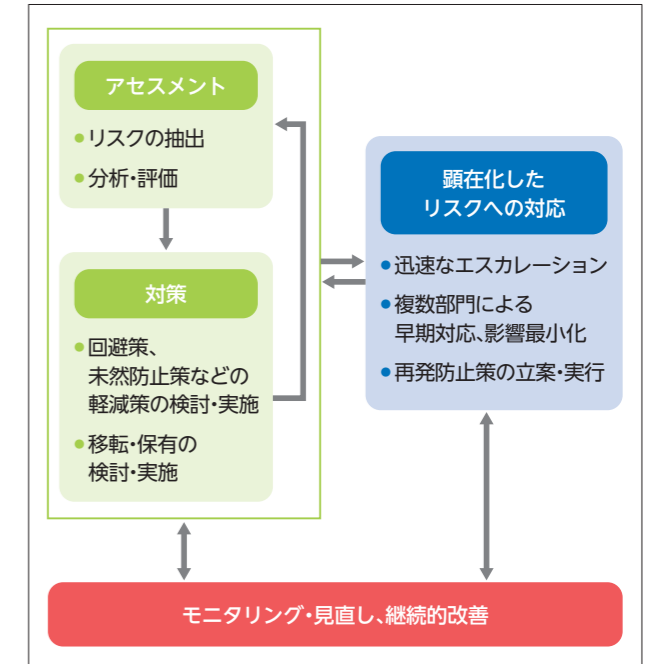 アセスメント
●リスクの抽出
●分析・評価
対策
●回避策、
未然防止策などの
軽減策の検討・実施
●移転・保有の
検討・実施
顕在化した
リスクへの対応
●迅速なエスカレーション
●複数部門による
早期対応、影響最小化
●再発防止策の立案・実行
モニタリング・見直し、継続的改善